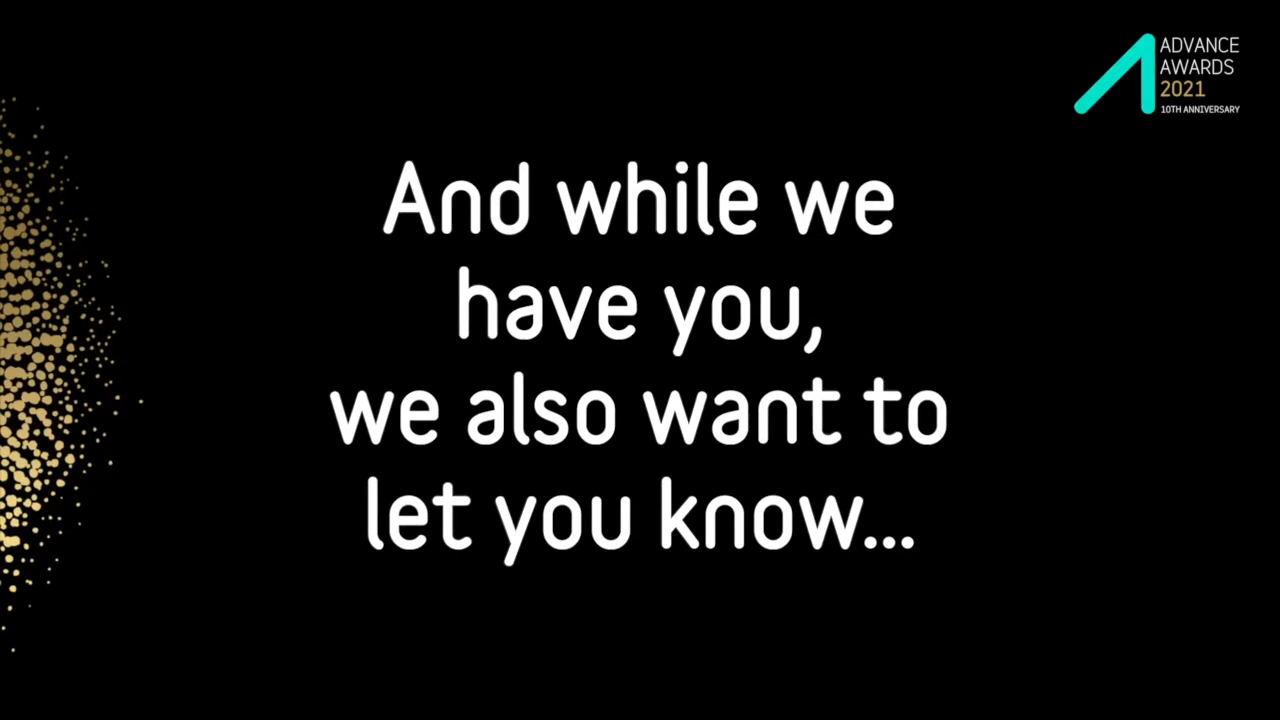 ADVANCE
AWARDS
2021
10TH ANNIVERSARY
And while we
have you,
we also want to
let you know...